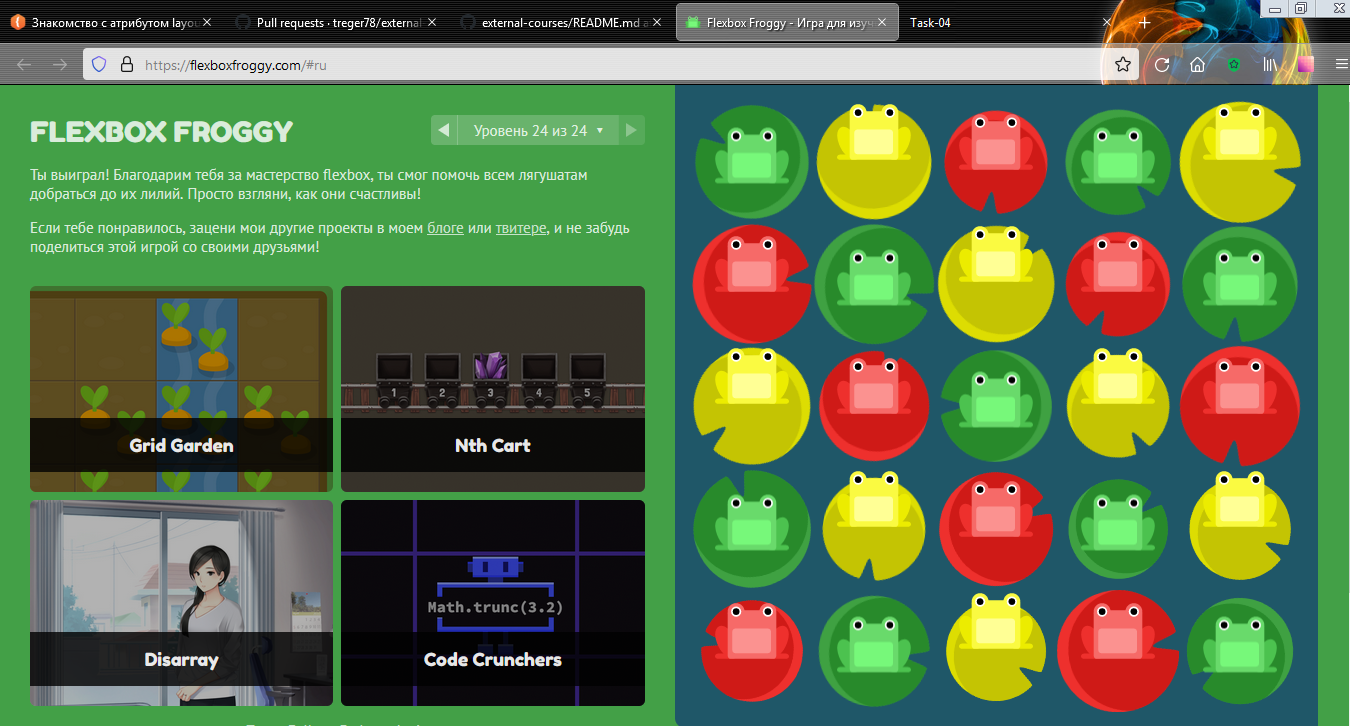 Знакомство с атрибутом layou
Pull requests · treger78/external
external-courses/README.md a
Flexbox Froggy - Игра для изуч
Task-04
https://flexboxfroggy.com/#ru
FLEXBOX FROGGY
Уровень 24 из 24
Ты выиграл! Благодарим тебя за мастерство flexbox, ты смог помочь всем лягушатам
добраться до их лилий. Просто взгляни, как они счастливы!
Если тебе понравилось, зацени мои другие проекты в моем блоге или твитере, и не забудь
поделиться этой игрой со своими друзьями!
1 2 3 4 5
Grid Garden
Nth Cart
Math.trunc(3.2)
Disarray
Code Crunchers